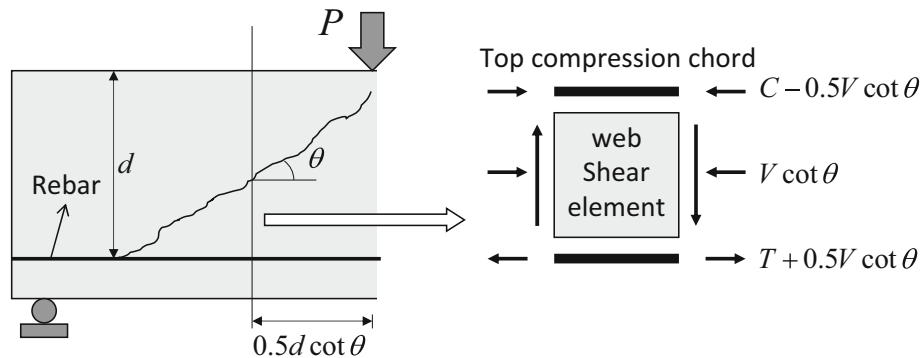 P
d
θ
Rebar
0.5d cot θ
Top compression chord
C − 0.5V cot θ
web
Shear
element
V cot θ
T + 0.5V cot θ